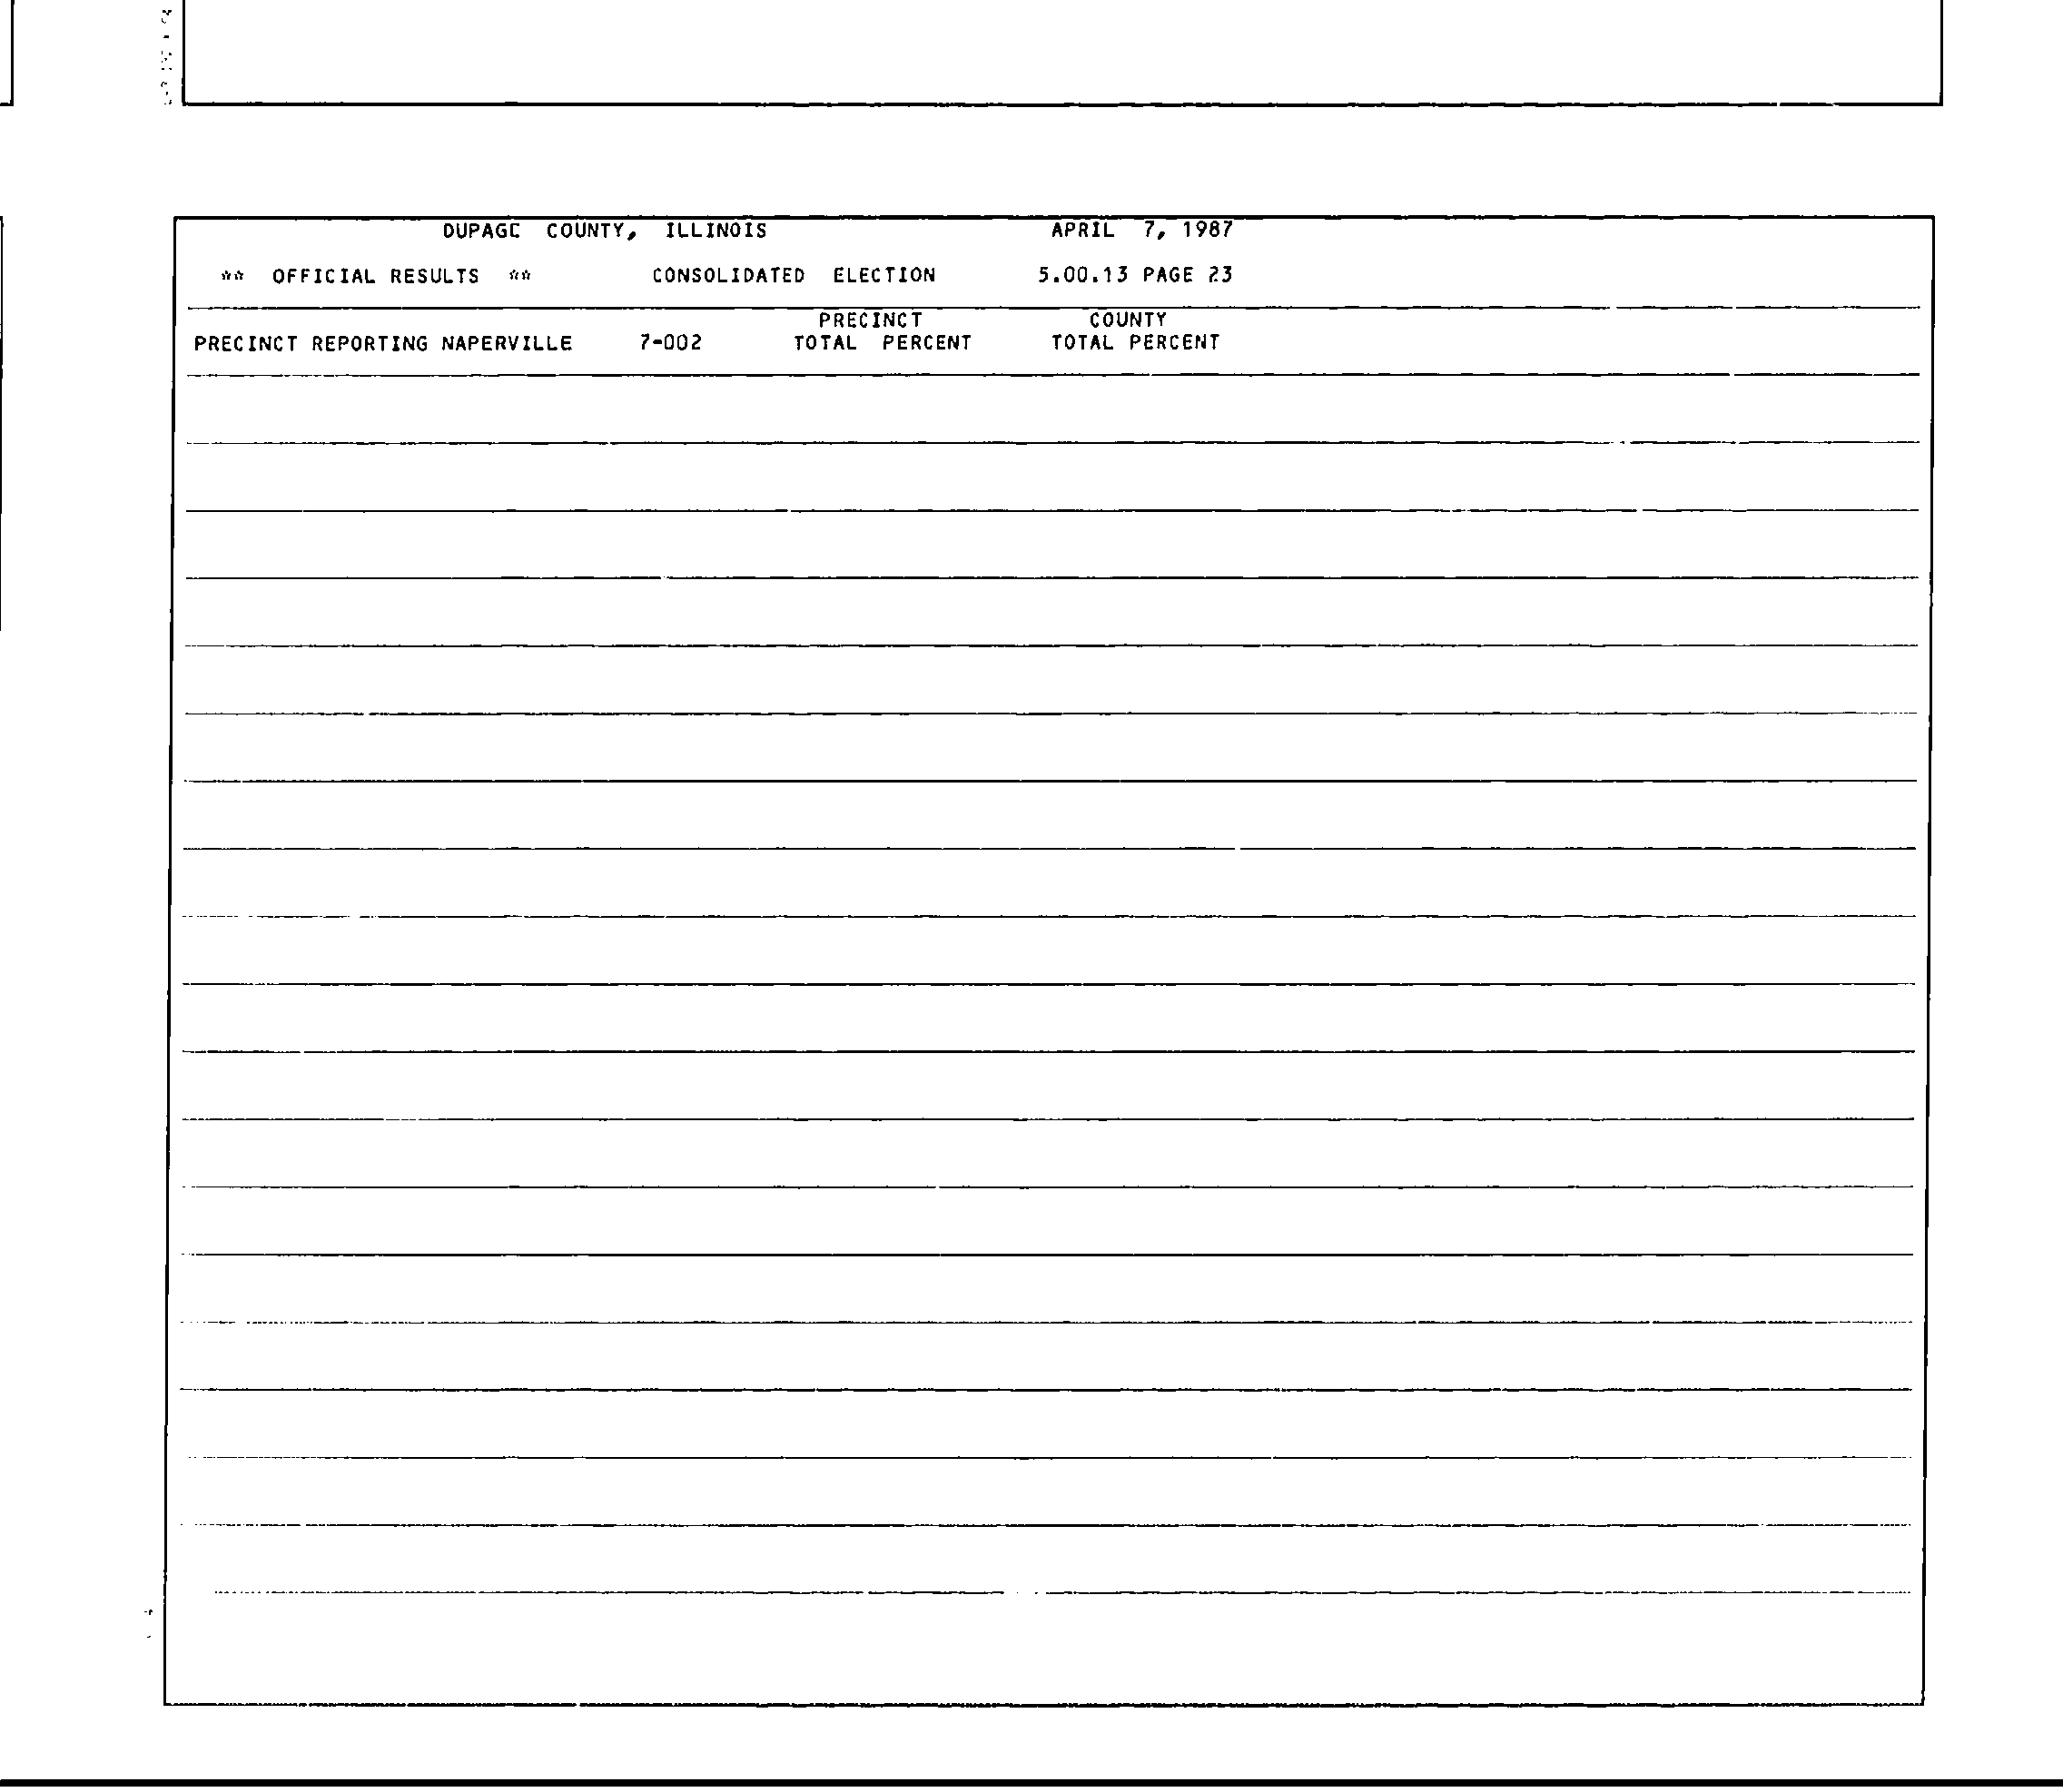 DUPAGE COUNTY, ILLINOIS APRIL 7, 1987
** OFFICIAL RESULTS ** CONSOLIDATED ELECTION 5.00.13 PAGE 23
PRECINCT COUNTY
PRECINCT REPORTING NAPERVILLE 7-002 TOTAL PERCENT TOTAL PERCENT